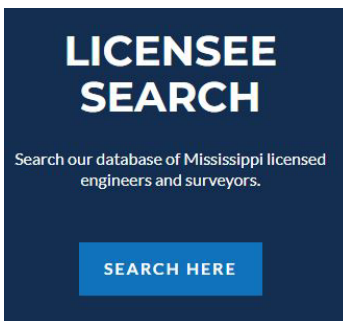 LICENSEE
SEARCH
Search our database of Mississippi licensed
engineers and surveyors.
SEARCH HERE